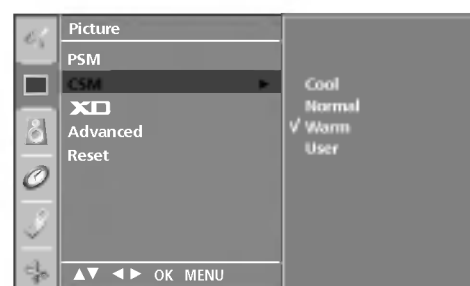 Picture
PSM
CSM
XD
Advanced
Reset
Cool
Normal
√ Warm
User
▲▼ ◄► OK MENU